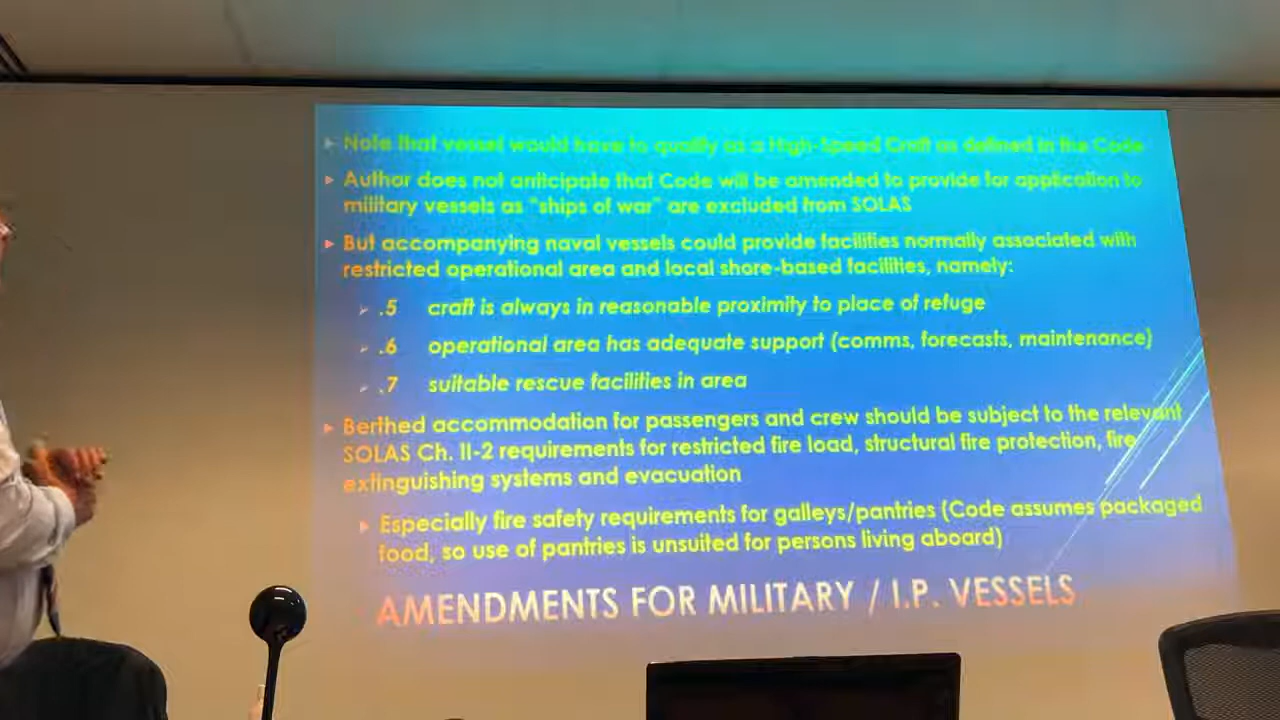 Note that vessel would have to qualify as a High-Speed Craft as defined in the Code
Author does not anticipate that Code will be amended to provide for application to
military vessels as "ships of war" are excluded from SOLAS
But accompanying naval vessels could provide facilities normally associated with
restricted operational area and local shore-based facilities, namely:
.5 craft is always in reasonable proximity to place of refuge
.6 operational area has adequate support (comms, forecasts, maintenance)
.7 suitable rescue facilities in area
Berthed accommodation for passengers and crew should be subject to the relevant
SOLAS Ch. II-2 requirements for restricted fire load, structural fire protection, fire
extinguishing systems and evacuation
Especially fire safety requirements for galleys/pantries (Code assumes packaged
food, so use of pantries is unsuited for persons living aboard)
AMENDMENTS FOR MILITARY / I.P. VESSELS